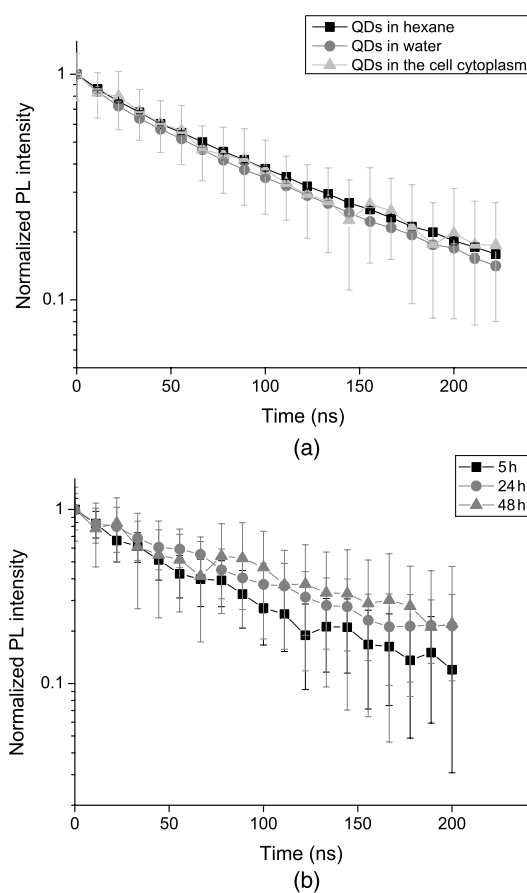 QDs in hexane
QDs in water
QDs in the cell cytoplasm
1
0.1
Normalized PL intensity
0
50
100
150
200
Time (ns)
(a)
5 h
24 h
48 h
1
0.1
Normalized PL intensity
0
50
100
150
200
Time (ns)
(b)